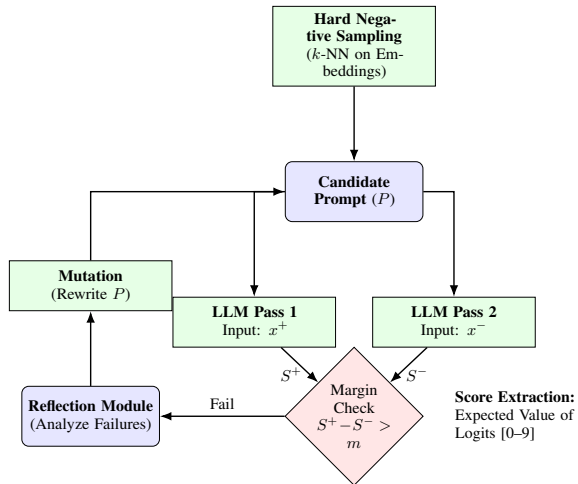 Hard Nega-
tive Sampling
(k-NN on Em-
beddings)
Candidate
Prompt (P)
Mutation
(Rewrite P)
LLM Pass 1
Input: x⁺
LLM Pass 2
Input: x⁻
S⁺
S⁻
Margin
Check
S⁺−S⁻ >
m
Fail
Reflection Module
(Analyze Failures)
Score Extraction:
Expected Value of
Logits [0–9]